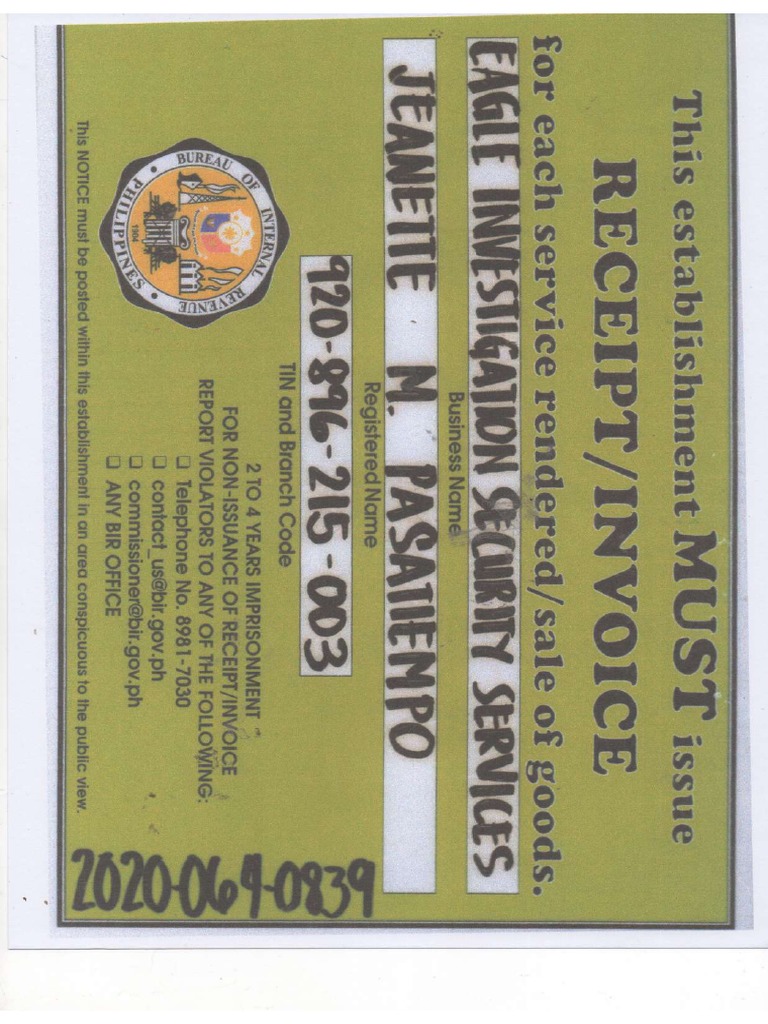 This establishment MUST issue
RECEIPT/INVOICE
for each service rendered/sale of goods.
EAGLE INVESTIGATION SECURITY SERVICES
Business Name
JEANETTE M. PASATIEMPO
Registered Name
920-896-215-003
TIN and Branch Code
BUREAU OF INTERNAL REVENUE
PHILIPPINES
1904
2 TO 4 YEARS IMPRISONMENT
FOR NON-ISSUANCE OF RECEIPT/INVOICE
REPORT VIOLATORS TO ANY OF THE FOLLOWING:
❑ Telephone No. 8981-7030
❑ contact_us@bir.gov.ph
❑ commissioner@bir.gov.ph
❑ ANY BIR OFFICE
This NOTICE must be posted within this establishment in an area conspicuous to the public view.
2020-064-0839